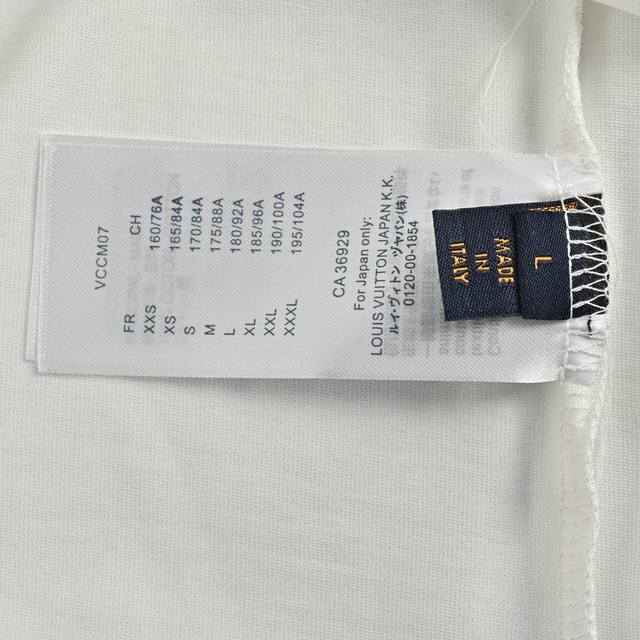 L
MADE
IN
ITALY
VCCM07
FR CH
XXS 160/76A
XS 165/84A
S 170/84A
M 175/88A
L 180/92A
XL 185/96A
XXL 190/100A
XXXL 195/104A
CA 36929
For Japan only:
LOUIS VUITTON JAPAN K.K.
ルイ・ヴィトン ジャパン(株)
0120-00-1854